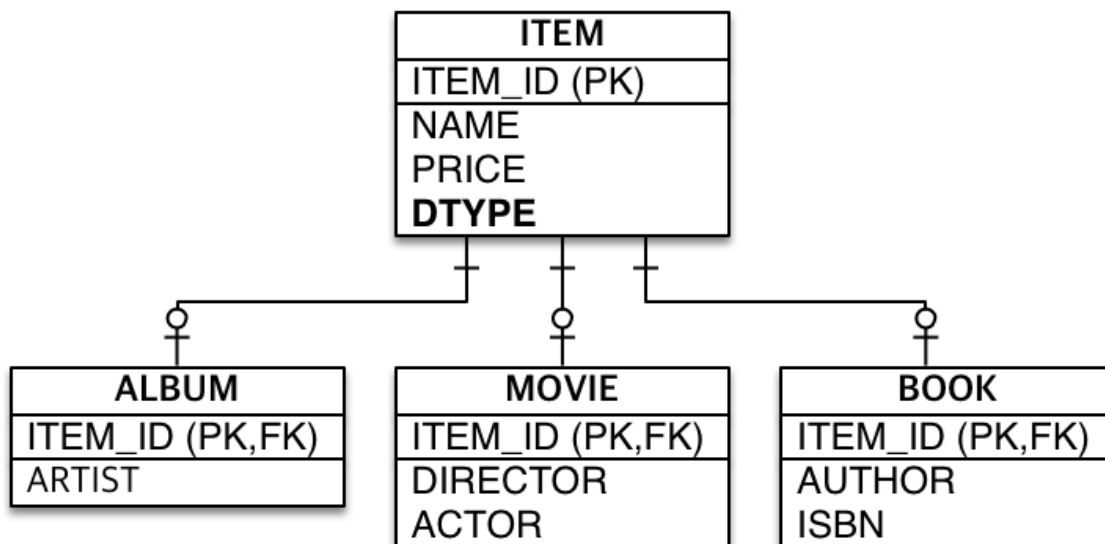 ITEM
ITEM_ID (PK)
NAME
PRICE
DTYPE
ALBUM
ITEM_ID (PK,FK)
ARTIST
MOVIE
ITEM_ID (PK,FK)
DIRECTOR
ACTOR
BOOK
ITEM_ID (PK,FK)
AUTHOR
ISBN